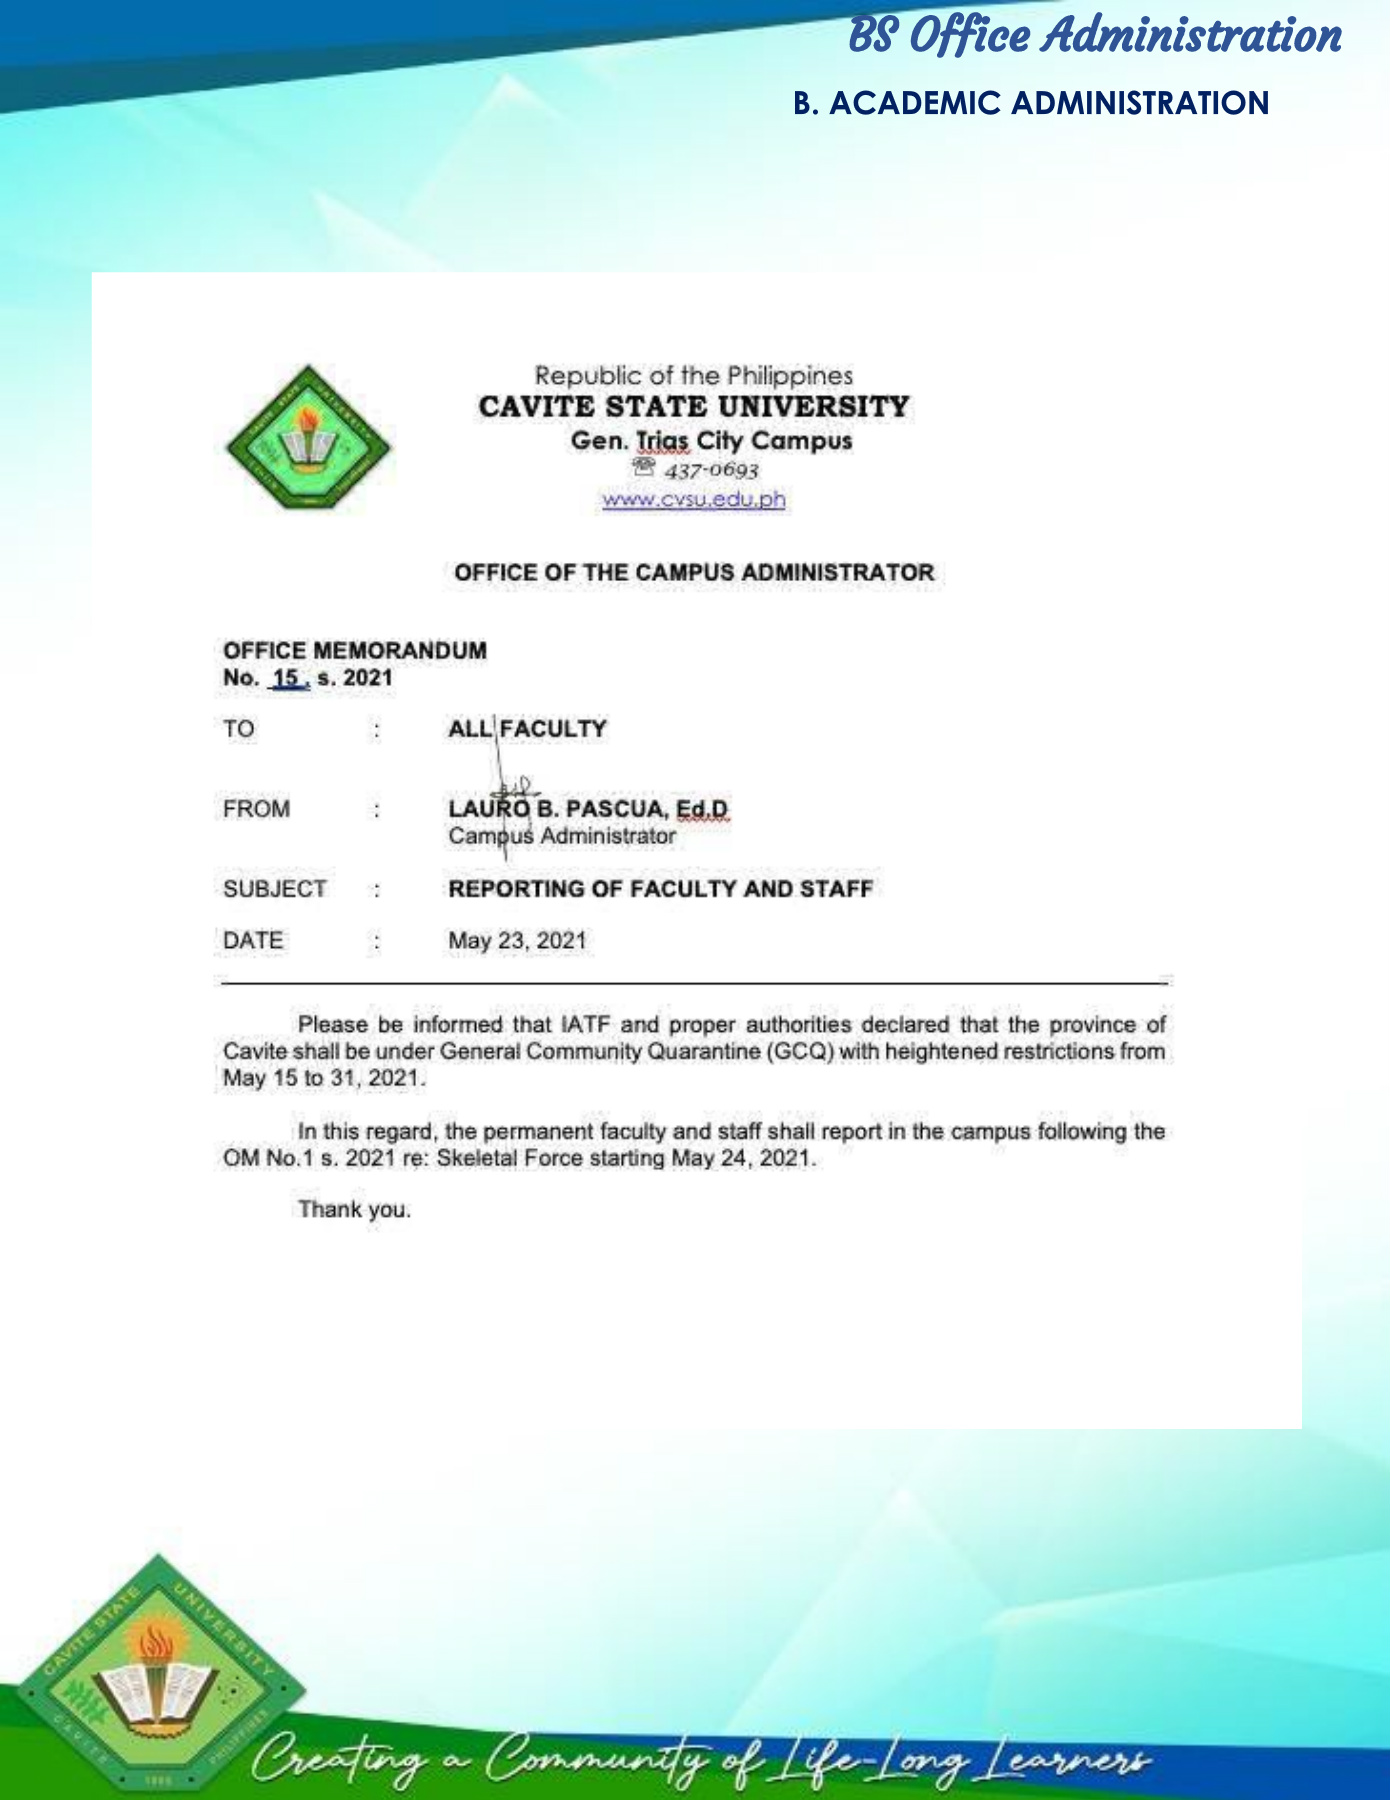 BS Office Administration
B. ACADEMIC ADMINISTRATION
Republic of the Philippines
CAVITE STATE UNIVERSITY
Gen. Trias City Campus
☏ 437-0693
www.cvsu.edu.ph
OFFICE OF THE CAMPUS ADMINISTRATOR
OFFICE MEMORANDUM
No. 15, s. 2021
TO : ALL FACULTY
FROM : LAURO B. PASCUA, Ed.D
Campus Administrator
SUBJECT : REPORTING OF FACULTY AND STAFF
DATE : May 23, 2021
Please be informed that IATF and proper authorities declared that the province of
Cavite shall be under General Community Quarantine (GCQ) with heightened restrictions from
May 15 to 31, 2021.
In this regard, the permanent faculty and staff shall report in the campus following the
OM No.1 s. 2021 re: Skeletal Force starting May 24, 2021.
Thank you.
CAVITE STATE UNIVERSITY
CAVITE PHILIPPINES
Creating a Community of Life-Long Learners